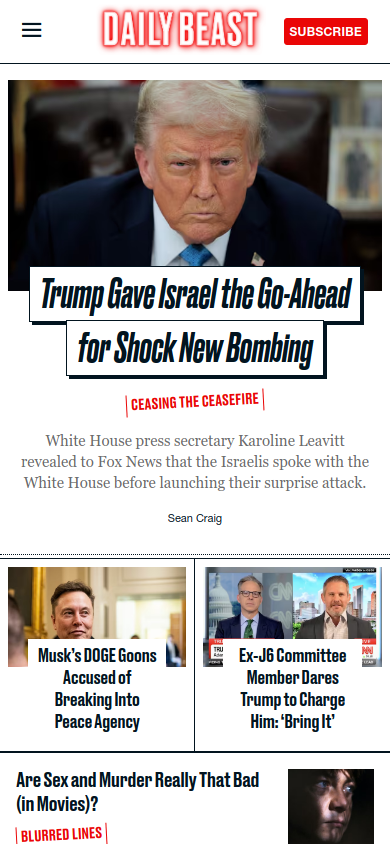 DAILY BEAST
SUBSCRIBE
Trump Gave Israel the Go-Ahead
for Shock New Bombing
CEASING THE CEASEFIRE
White House press secretary Karoline Leavitt
revealed to Fox News that the Israelis spoke with the
White House before launching their surprise attack.
Sean Craig
Musk’s DOGE Goons
Accused of
Breaking Into
Peace Agency
CNN
Ex-J6 Committee
Member Dares
Trump to Charge
Him: ‘Bring It’
Are Sex and Murder Really That Bad
(in Movies)?
BLURRED LINES